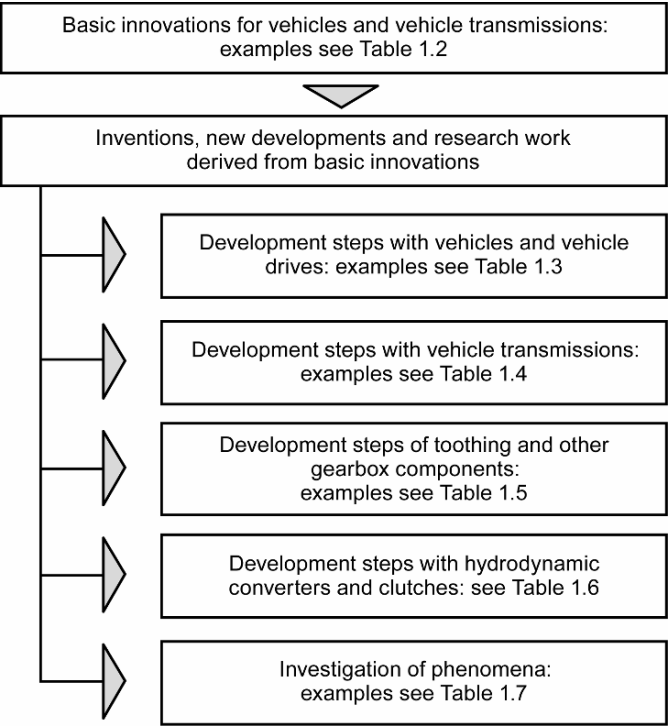 Basic innovations for vehicles and vehicle transmissions:
examples see Table 1.2
Inventions, new developments and research work
derived from basic innovations
Development steps with vehicles and vehicle
drives: examples see Table 1.3
Development steps with vehicle transmissions:
examples see Table 1.4
Development steps of toothing and other
gearbox components:
examples see Table 1.5
Development steps with hydrodynamic
converters and clutches: see Table 1.6
Investigation of phenomena:
examples see Table 1.7